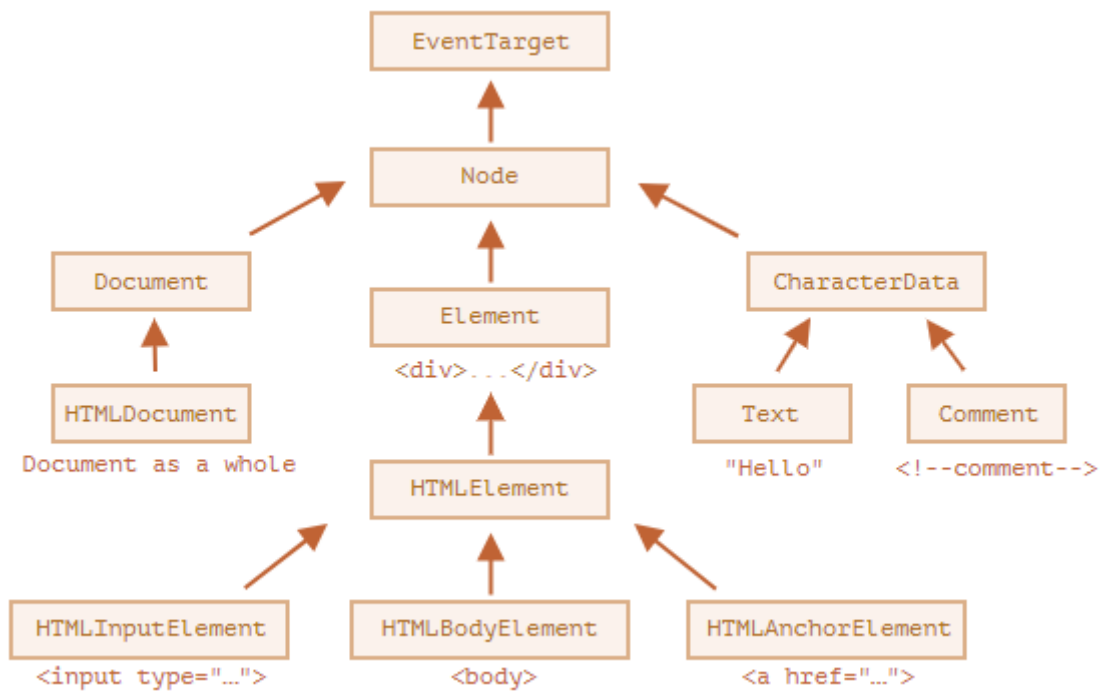 EventTarget
Node
Document
CharacterData
Element
<div>...</div>
HTMLDocument
Text
Comment
Document as a whole
"Hello"
<!--comment-->
HTMLElement
HTMLInputElement
HTMLBodyElement
HTMLAnchorElement
<input type="…">
<body>
<a href="…">